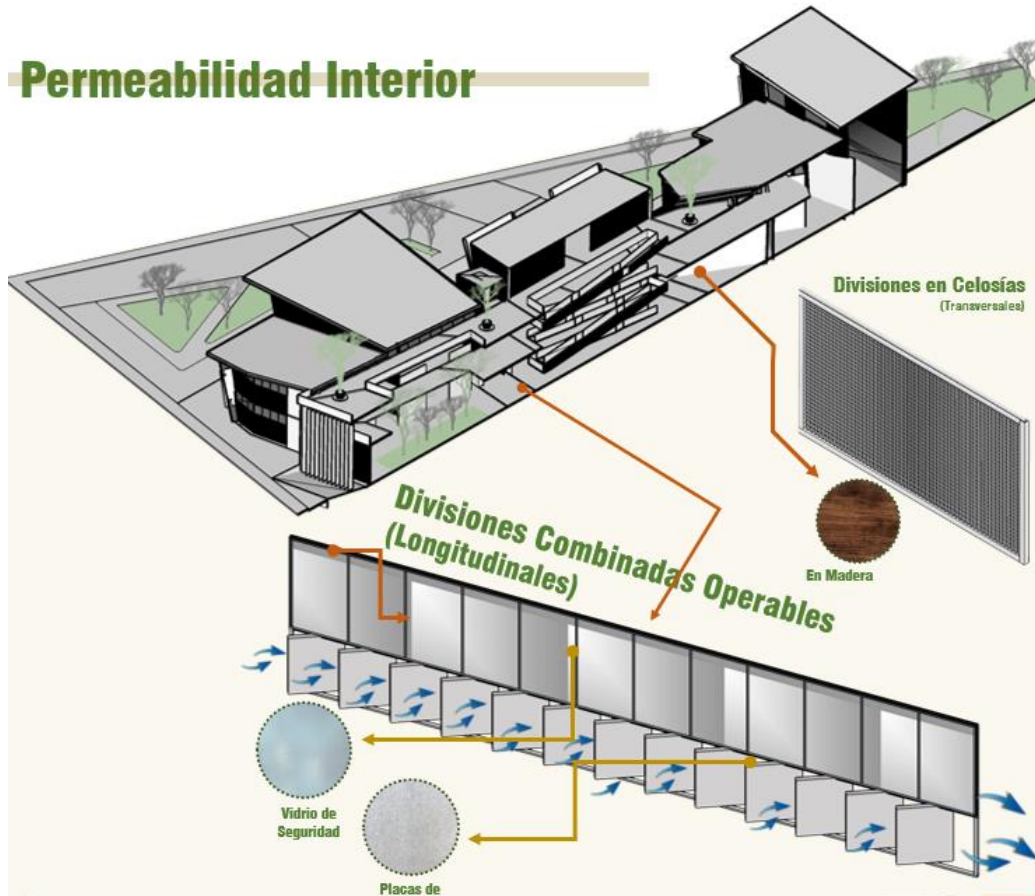 Permeabilidad Interior
Divisiones en Celosías
(Transversales)
En Madera
Divisiones Combinadas Operables
(Longitudinales)
Vidrio de
Seguridad
Placas de